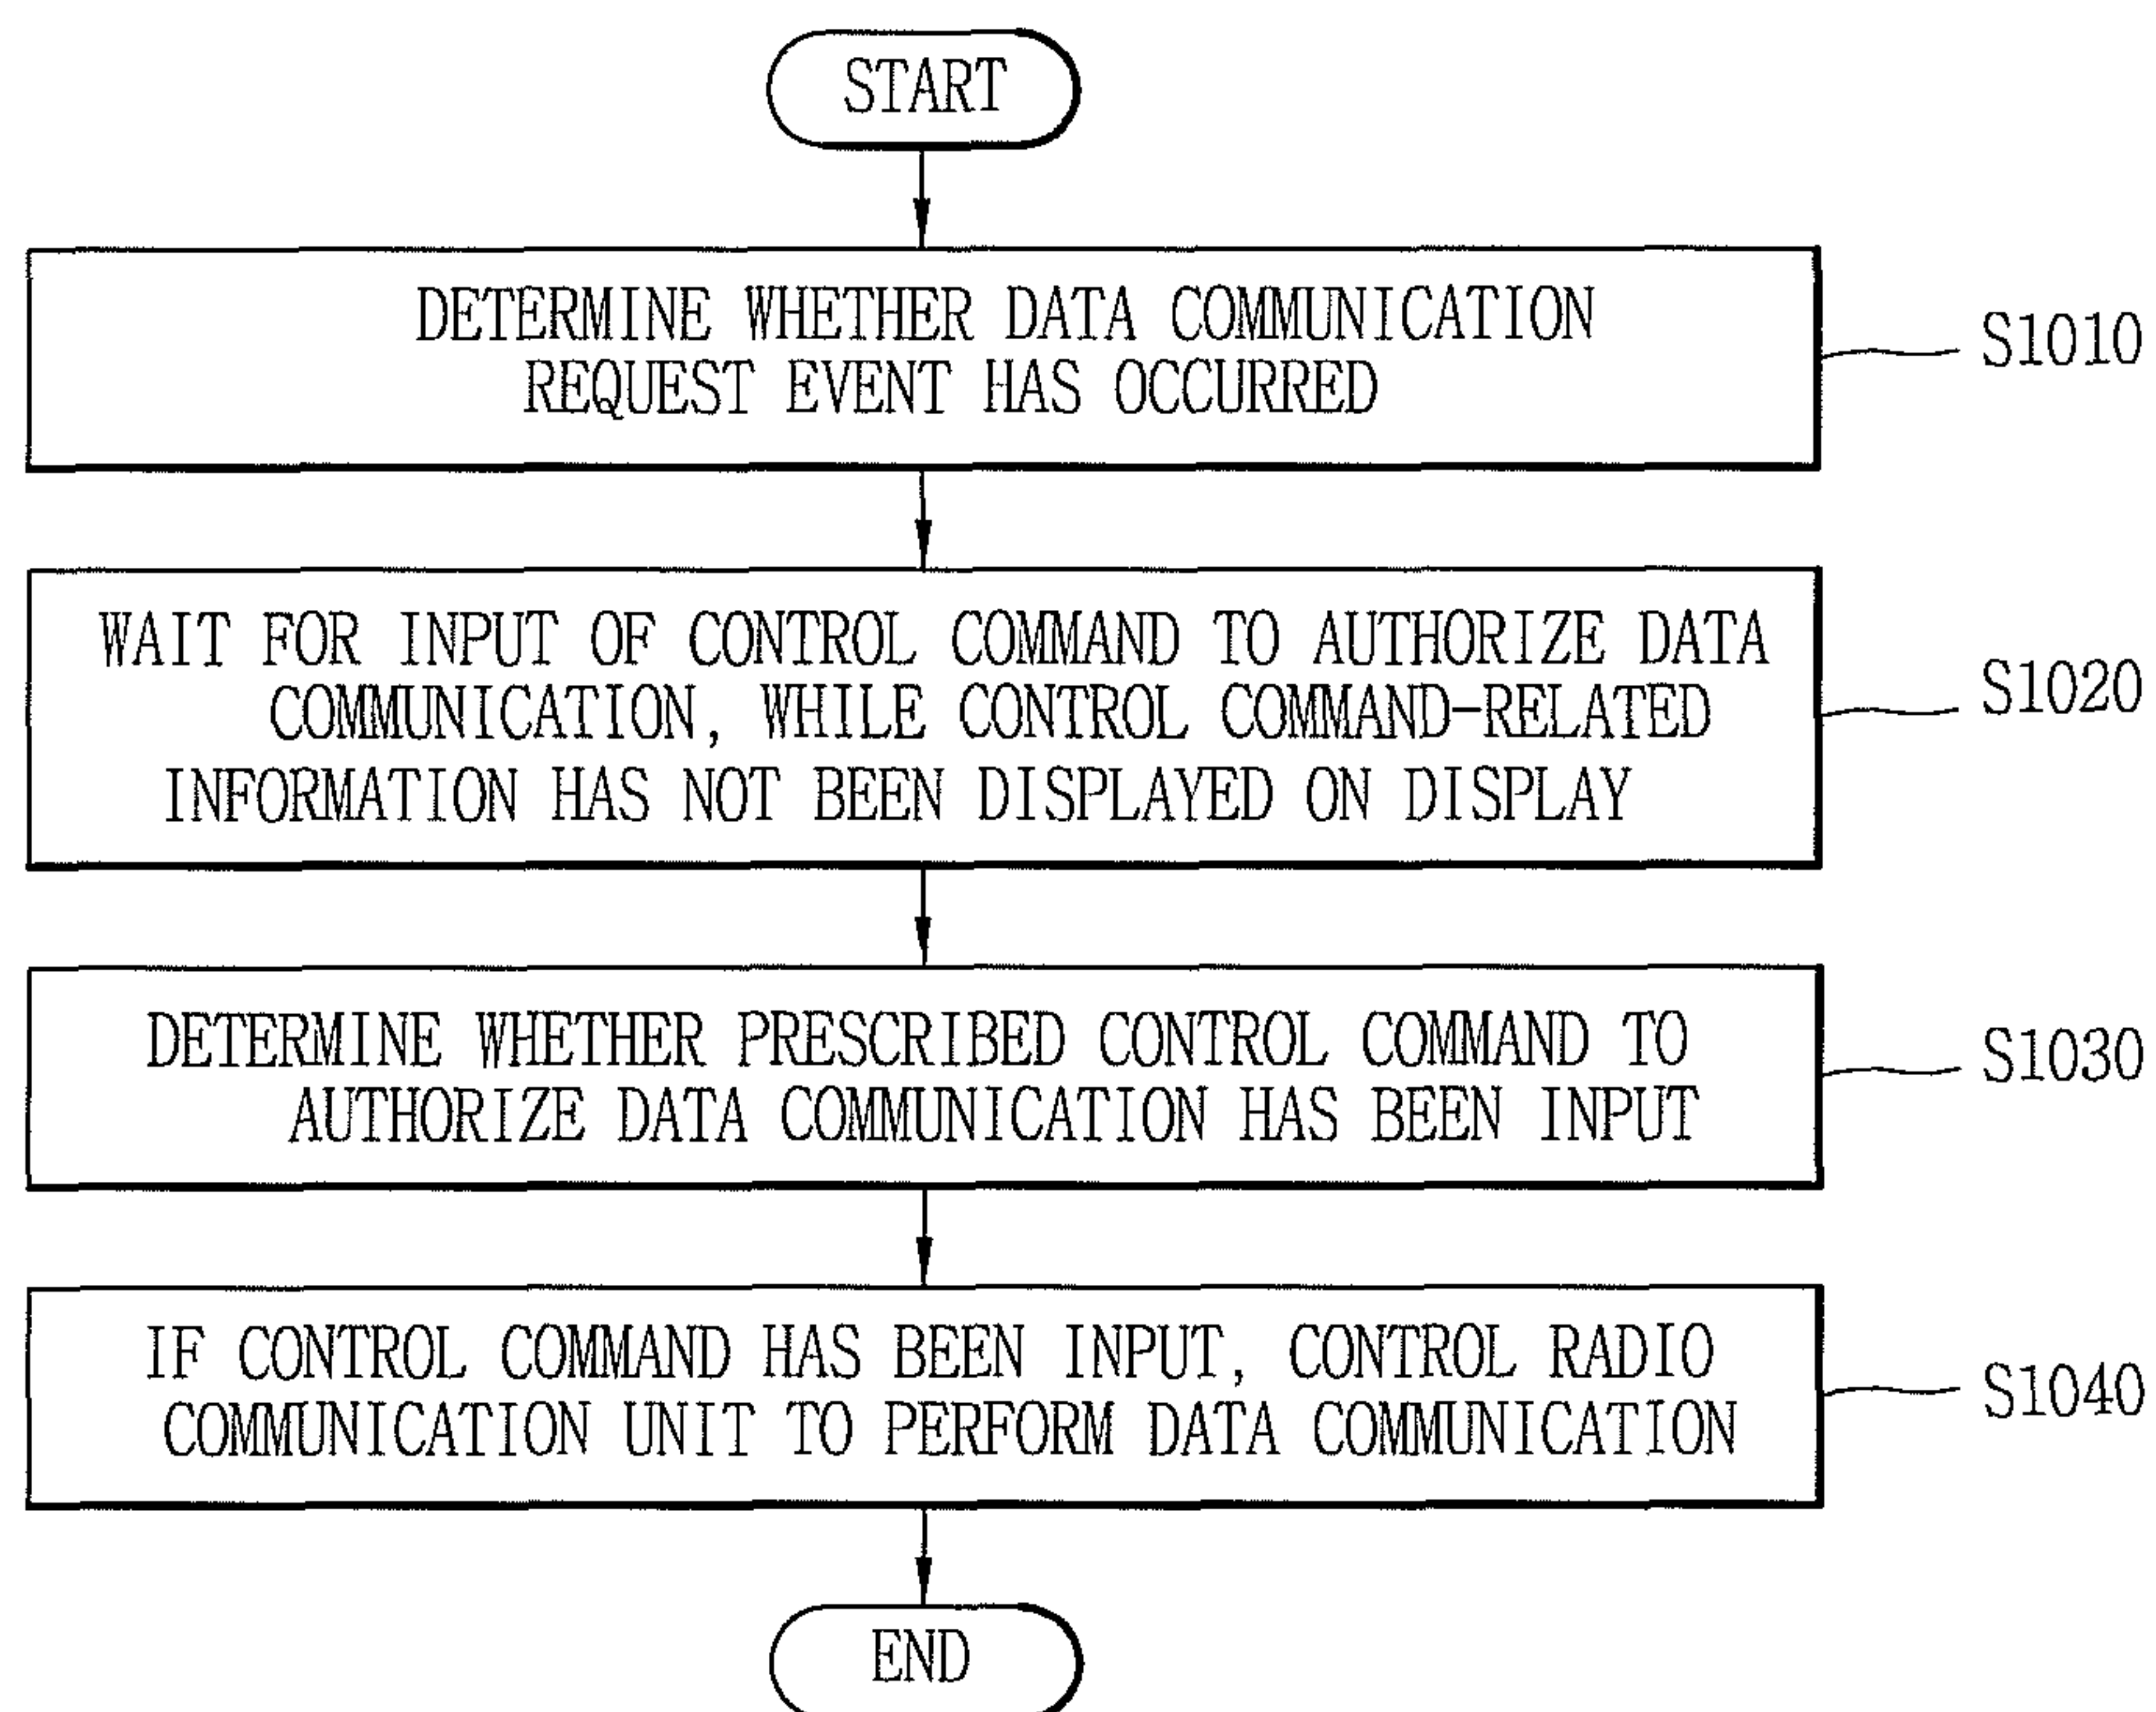 START
DETERMINE WHETHER DATA COMMUNICATION
REQUEST EVENT HAS OCCURRED
S1010
WAIT FOR INPUT OF CONTROL COMMAND TO AUTHORIZE DATA
COMMUNICATION, WHILE CONTROL COMMAND-RELATED
INFORMATION HAS NOT BEEN DISPLAYED ON DISPLAY
S1020
DETERMINE WHETHER PRESCRIBED CONTROL COMMAND TO
AUTHORIZE DATA COMMUNICATION HAS BEEN INPUT
S1030
IF CONTROL COMMAND HAS BEEN INPUT, CONTROL RADIO
COMMUNICATION UNIT TO PERFORM DATA COMMUNICATION
S1040
END